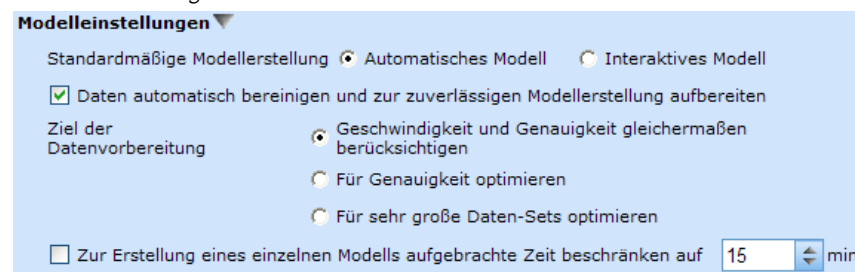 Modelleinstellungen
Standardmäßige Modellerstellung Automatisches Modell Interaktives Modell
Daten automatisch bereinigen und zur zuverlässigen Modellerstellung aufbereiten
Ziel der
Datenvorbereitung
Geschwindigkeit und Genauigkeit gleichermaßen
berücksichtigen
Für Genauigkeit optimieren
Für sehr große Daten-Sets optimieren
Zur Erstellung eines einzelnen Modells aufgebrachte Zeit beschränken auf 15 min